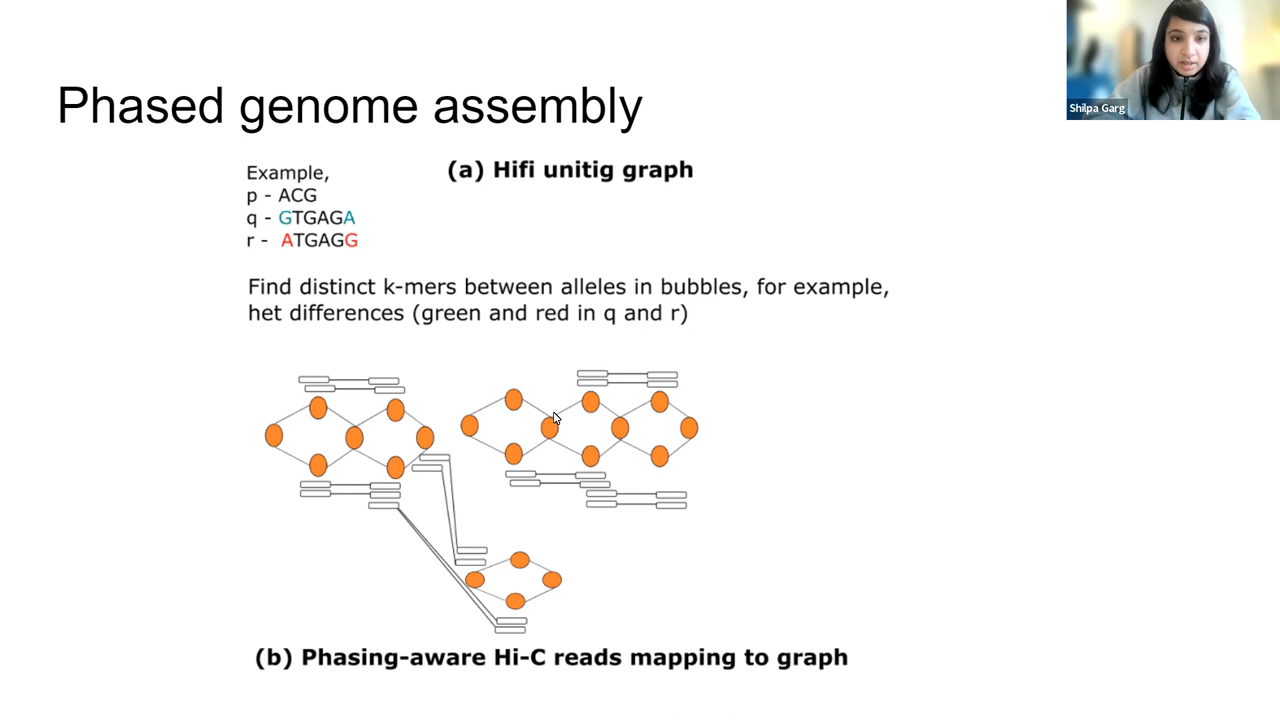 Shilpa Garg
Phased genome assembly
(a) Hifi unitig graph
Example,
p - ACG
q - GTGAGA
r - ATGAGG
Find distinct k-mers between alleles in bubbles, for example,
het differences (green and red in q and r)
(b) Phasing-aware Hi-C reads mapping to graph